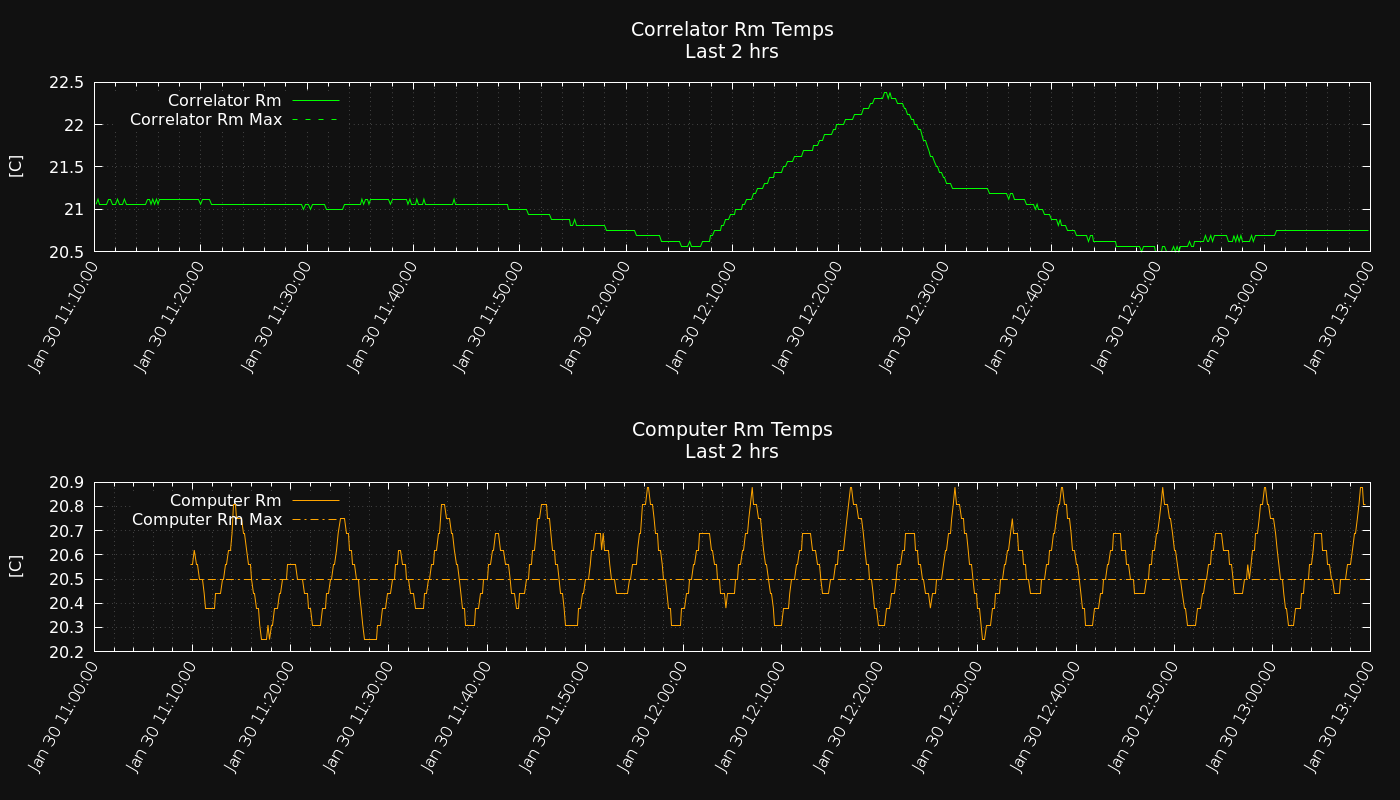 Correlator Rm Temps
Last 2 hrs
22.5
22
21.5
21
20.5
[C]
Correlator Rm
Correlator Rm Max
Jan 30 11:10:00
Jan 30 11:20:00
Jan 30 11:30:00
Jan 30 11:40:00
Jan 30 11:50:00
Jan 30 12:00:00
Jan 30 12:10:00
Jan 30 12:20:00
Jan 30 12:30:00
Jan 30 12:40:00
Jan 30 12:50:00
Jan 30 13:00:00
Jan 30 13:10:00
Computer Rm Temps
Last 2 hrs
20.9
20.8
20.7
20.6
20.5
20.4
20.3
20.2
[C]
Computer Rm
Computer Rm Max
Jan 30 11:00:00
Jan 30 11:10:00
Jan 30 11:20:00
Jan 30 11:30:00
Jan 30 11:40:00
Jan 30 11:50:00
Jan 30 12:00:00
Jan 30 12:10:00
Jan 30 12:20:00
Jan 30 12:30:00
Jan 30 12:40:00
Jan 30 12:50:00
Jan 30 13:00:00
Jan 30 13:10:00